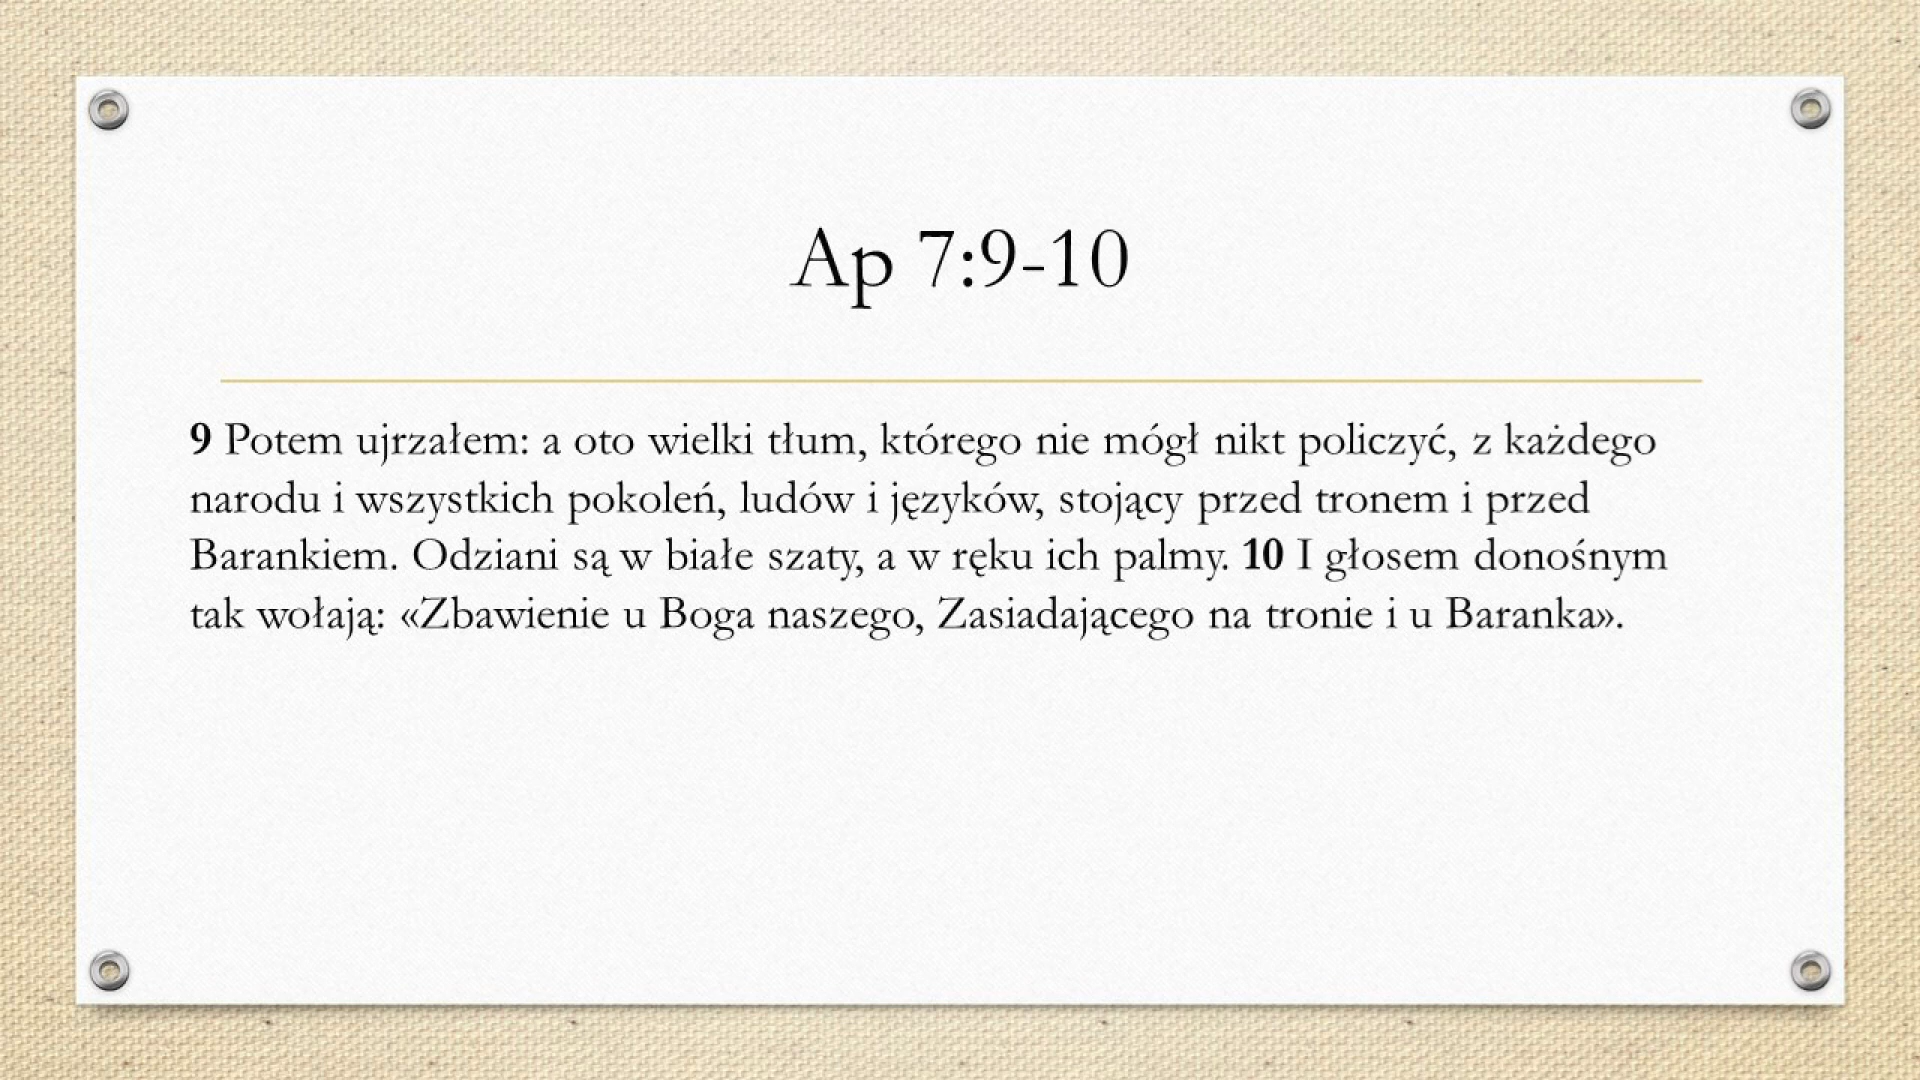 Ap 7:9-10
9 Potem ujrzałem: a oto wielki tłum, którego nie mógł nikt policzyć, z każdego
narodu i wszystkich pokoleń, ludów i języków, stojący przed tronem i przed
Barankiem. Odziani są w białe szaty, a w ręku ich palmy. 10 I głosem donośnym
tak wołają: «Zbawienie u Boga naszego, Zasiadającego na tronie i u Baranka».